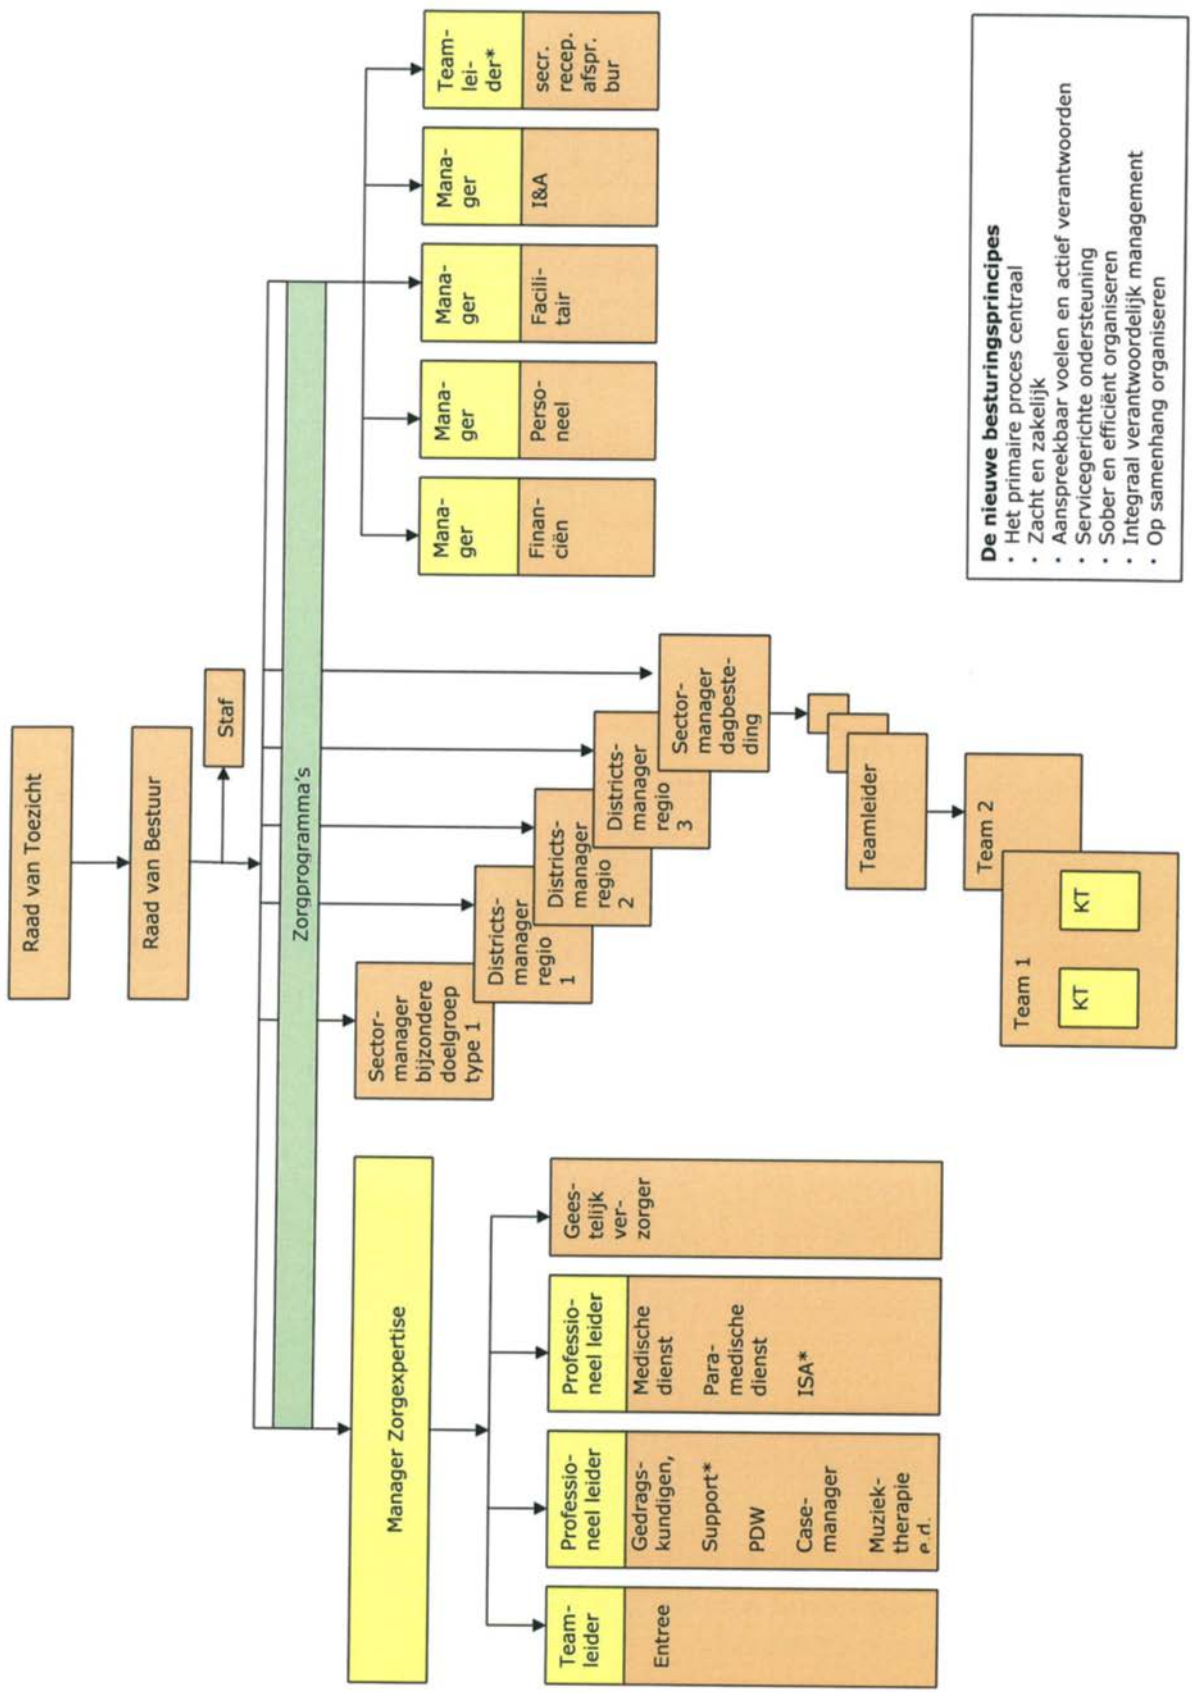 Raad van Toezicht
Raad van Bestuur
Staf
Zorgprogramma's
Manager Zorgexpertise
Team-
leider
Entree
Professio-
neel leider
Gedrags-
kundigen,
Support*
PDW
Case-
manager
Muziek-
therapie
e.d.
Professio-
neel leider
Medische
dienst
Para-
medische
dienst
ISA*
Gees-
telijk
ver-
zorger
Sector-
manager
bijzondere
doelgroep
type 1
Districts-
manager
regio
1
Districts-
manager
regio
2
Districts-
manager
regio
3
Sector-
manager
dagbeste-
ding
Teamleider
Team 2
Team 1
KT
KT
Mana-
ger
Finan-
ciën
Mana-
ger
Perso-
neel
Mana-
ger
Facili-
tair
Mana-
ger
I&A
Team-
lei-
der*
secr.
recep.
afspr.
bur
De nieuwe besturingsprincipes
· Het primaire proces centraal
· Zacht en zakelijk
· Aanspreekbaar voelen en actief verantwoorden
· Servicegerichte ondersteuning
· Sober en efficiënt organiseren
· Integraal verantwoordelijk management
· Op samenhang organiseren